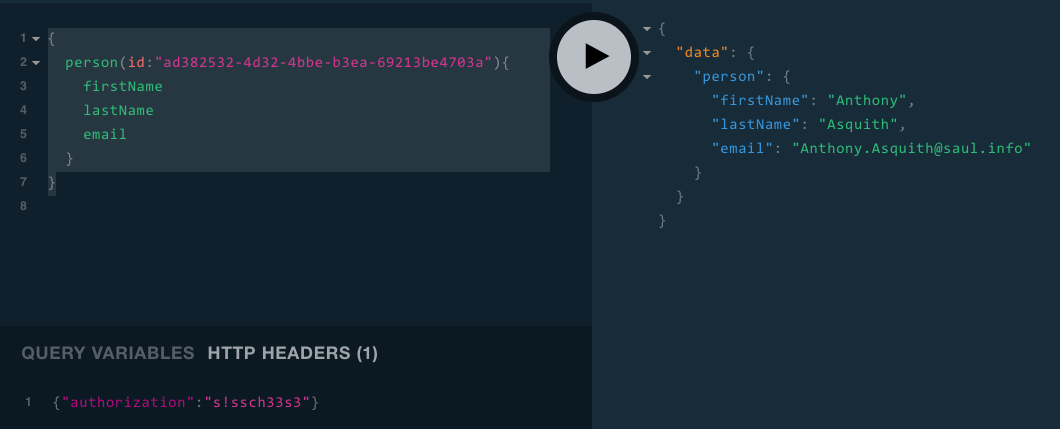 1 {
2 person(id:"ad382532-4d32-4bbe-b3ea-69213be4703a"){
3 firstName
4 lastName
5 email
6 }
7 }
8
{
"data": {
"person": {
"firstName": "Anthony",
"lastName": "Asquith",
"email": "Anthony.Asquith@saul.info"
}
}
}
QUERY VARIABLES HTTP HEADERS (1)
1 {"authorization":"s!ssch33s3"}